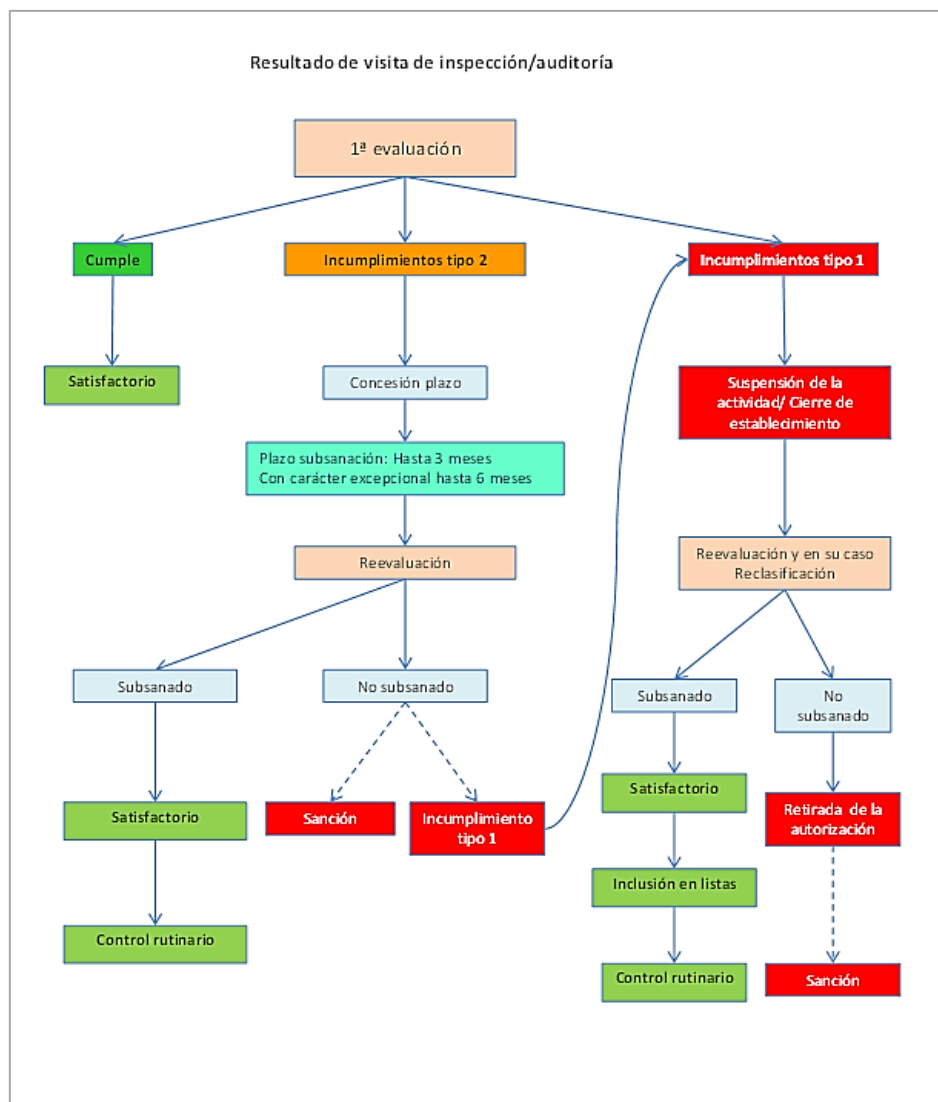 Resultado de visita de inspección/auditoría
1ª evaluación
Cumple
Incumplimientos tipo 2
Incumplimientos tipo 1
Satisfactorio
Concesión plazo
Suspensión de la
actividad/ Cierre de
establecimiento
Plazo subsanación: Hasta 3 meses
Con carácter excepcional hasta 6 meses
Reevaluación
Reevaluación y en su caso
Reclasificación
Subsanado
No subsanado
Subsanado
No
subsanado
Satisfactorio
Sanción
Incumplimiento
tipo 1
Satisfactorio
Retirada de la
autorización
Inclusión en listas
Control rutinario
Control rutinario
Sanción